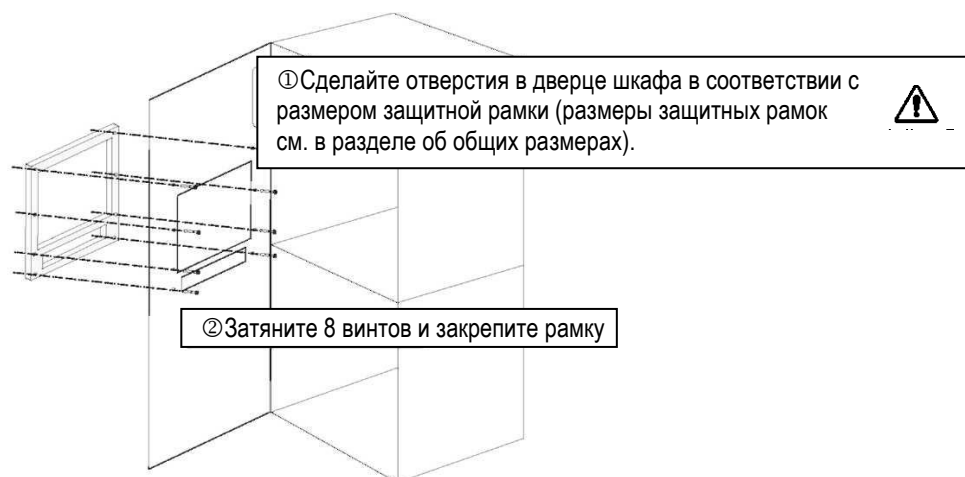 ①Сделайте отверстия в дверце шкафа в соответствии с
размером защитной рамки (размеры защитных рамок
см. в разделе об общих размерах).
②Затяните 8 винтов и закрепите рамку